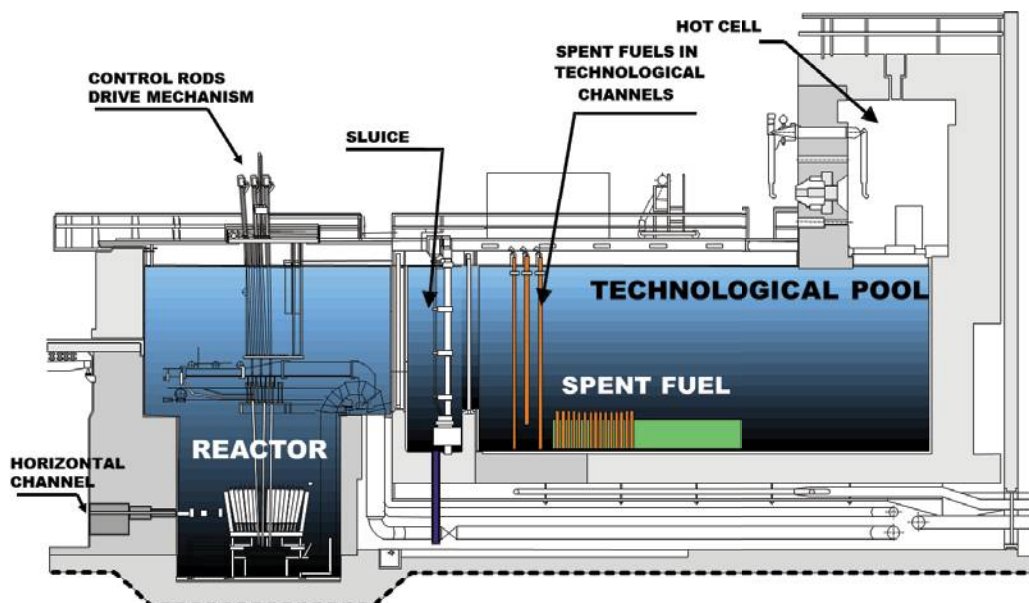 HOT CELL
SPENT FUELS IN
TECHNOLOGICAL
CHANNELS
CONTROL RODS
DRIVE MECHANISM
SLUICE
TECHNOLOGICAL POOL
SPENT FUEL
REACTOR
HORIZONTAL
CHANNEL